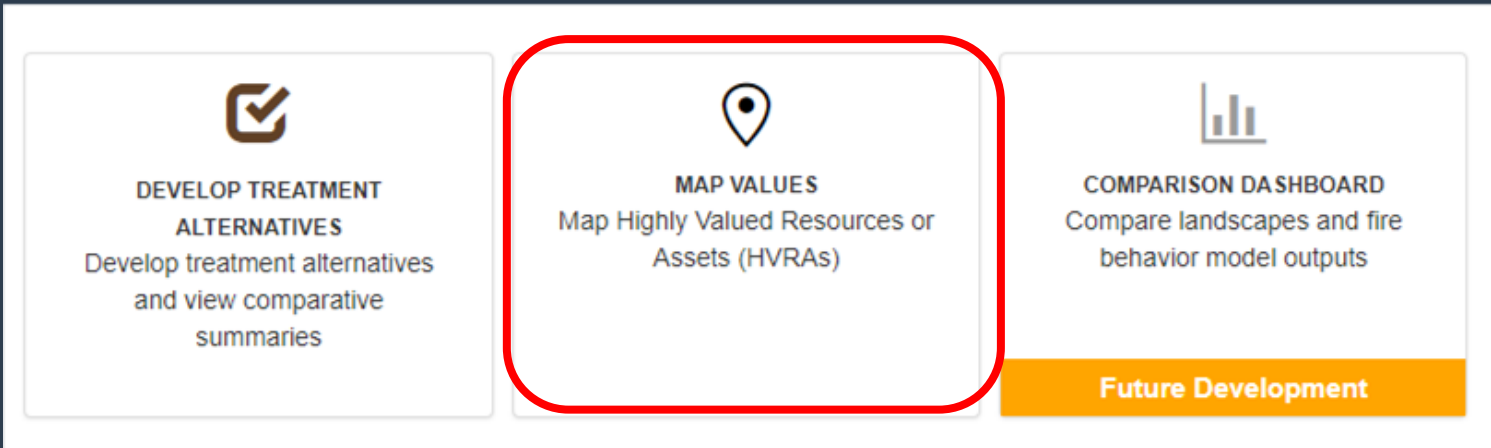 DEVELOP TREATMENT
ALTERNATIVES
Develop treatment alternatives
and view comparative
summaries
MAP VALUES
Map Highly Valued Resources or
Assets (HVRAs)
COMPARISON DASHBOARD
Compare landscapes and fire
behavior model outputs
Future Development